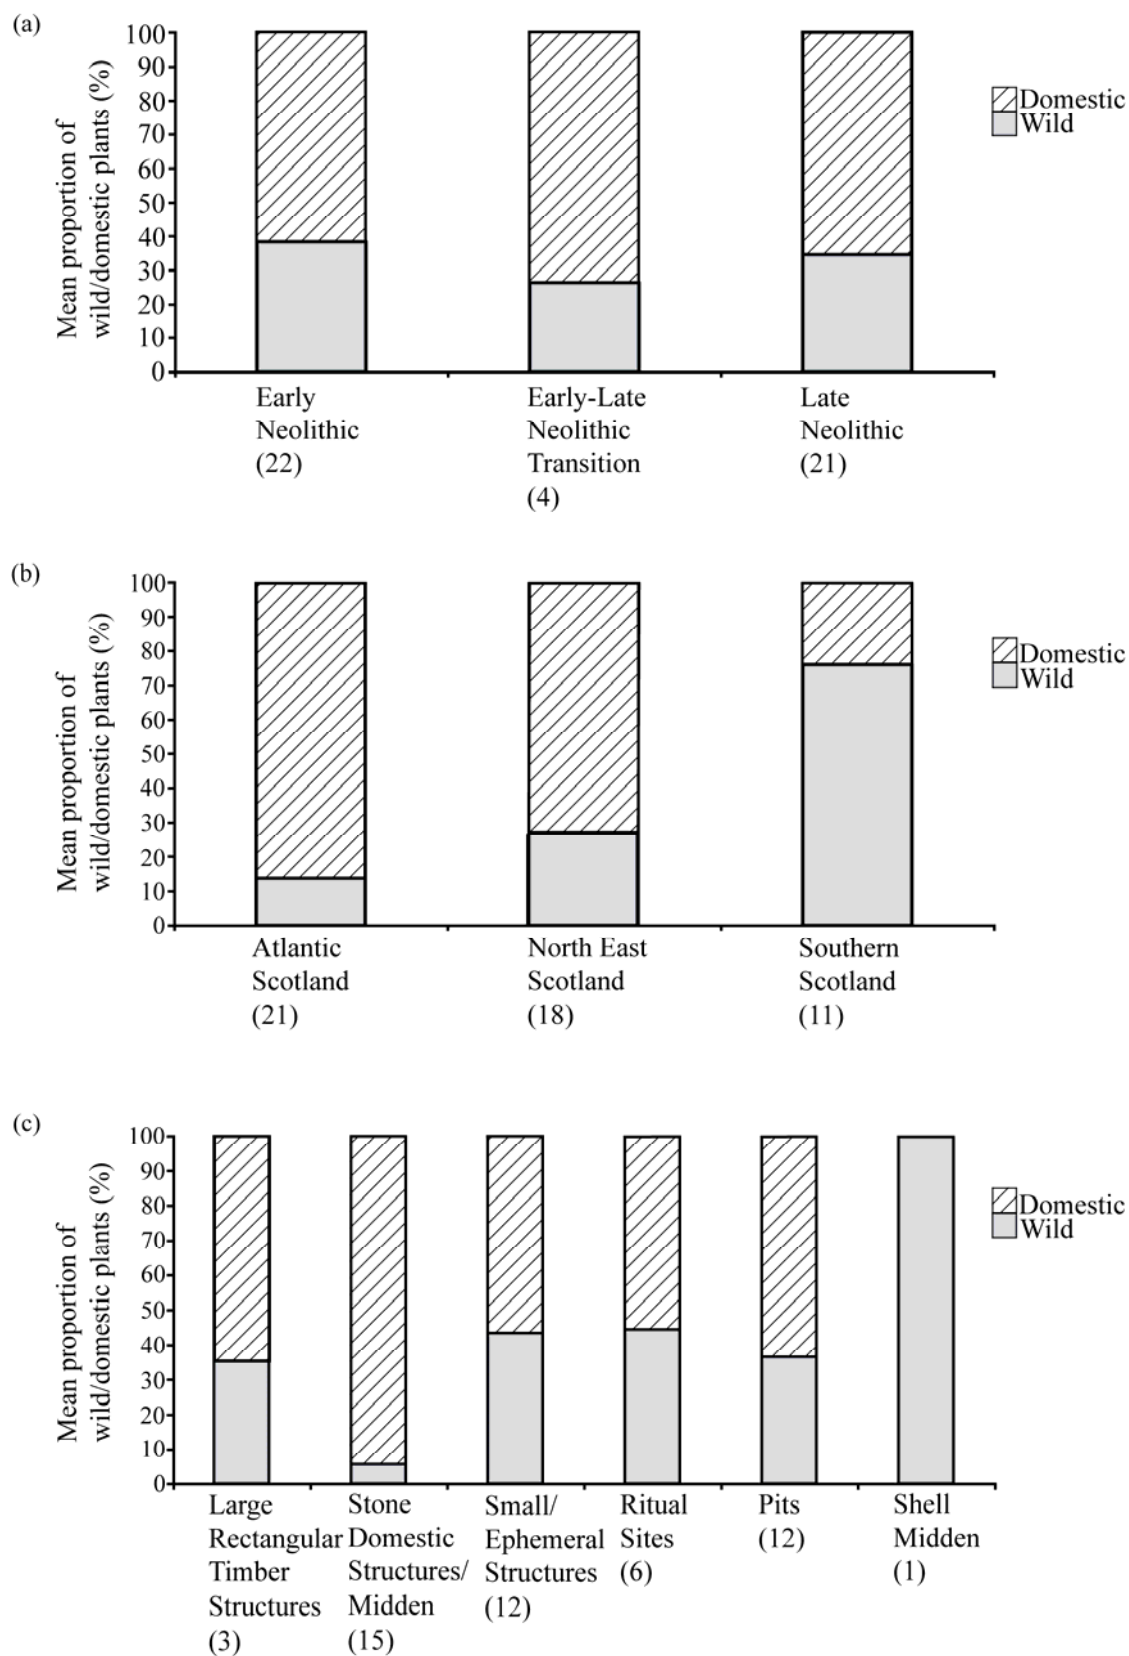 (a)
Mean proportion of
wild/domestic plants (%)
100
90
80
70
60
50
40
30
20
10
0
Early
Neolithic
(22)
Early-Late
Neolithic
Transition
(4)
Late
Neolithic
(21)
Domestic
Wild
(b)
Mean proportion of
wild/domestic plants (%)
100
90
80
70
60
50
40
30
20
10
0
Atlantic
Scotland
(21)
North East
Scotland
(18)
Southern
Scotland
(11)
Domestic
Wild
(c)
Mean proportion of
wild/domestic plants (%)
100
90
80
70
60
50
40
30
20
10
0
Large
Rectangular
Timber
Structures
(3)
Stone
Domestic
Structures/
Midden
(15)
Small/
Ephemeral
Structures
(12)
Ritual
Sites
(6)
Pits
(12)
Shell
Midden
(1)
Domestic
Wild